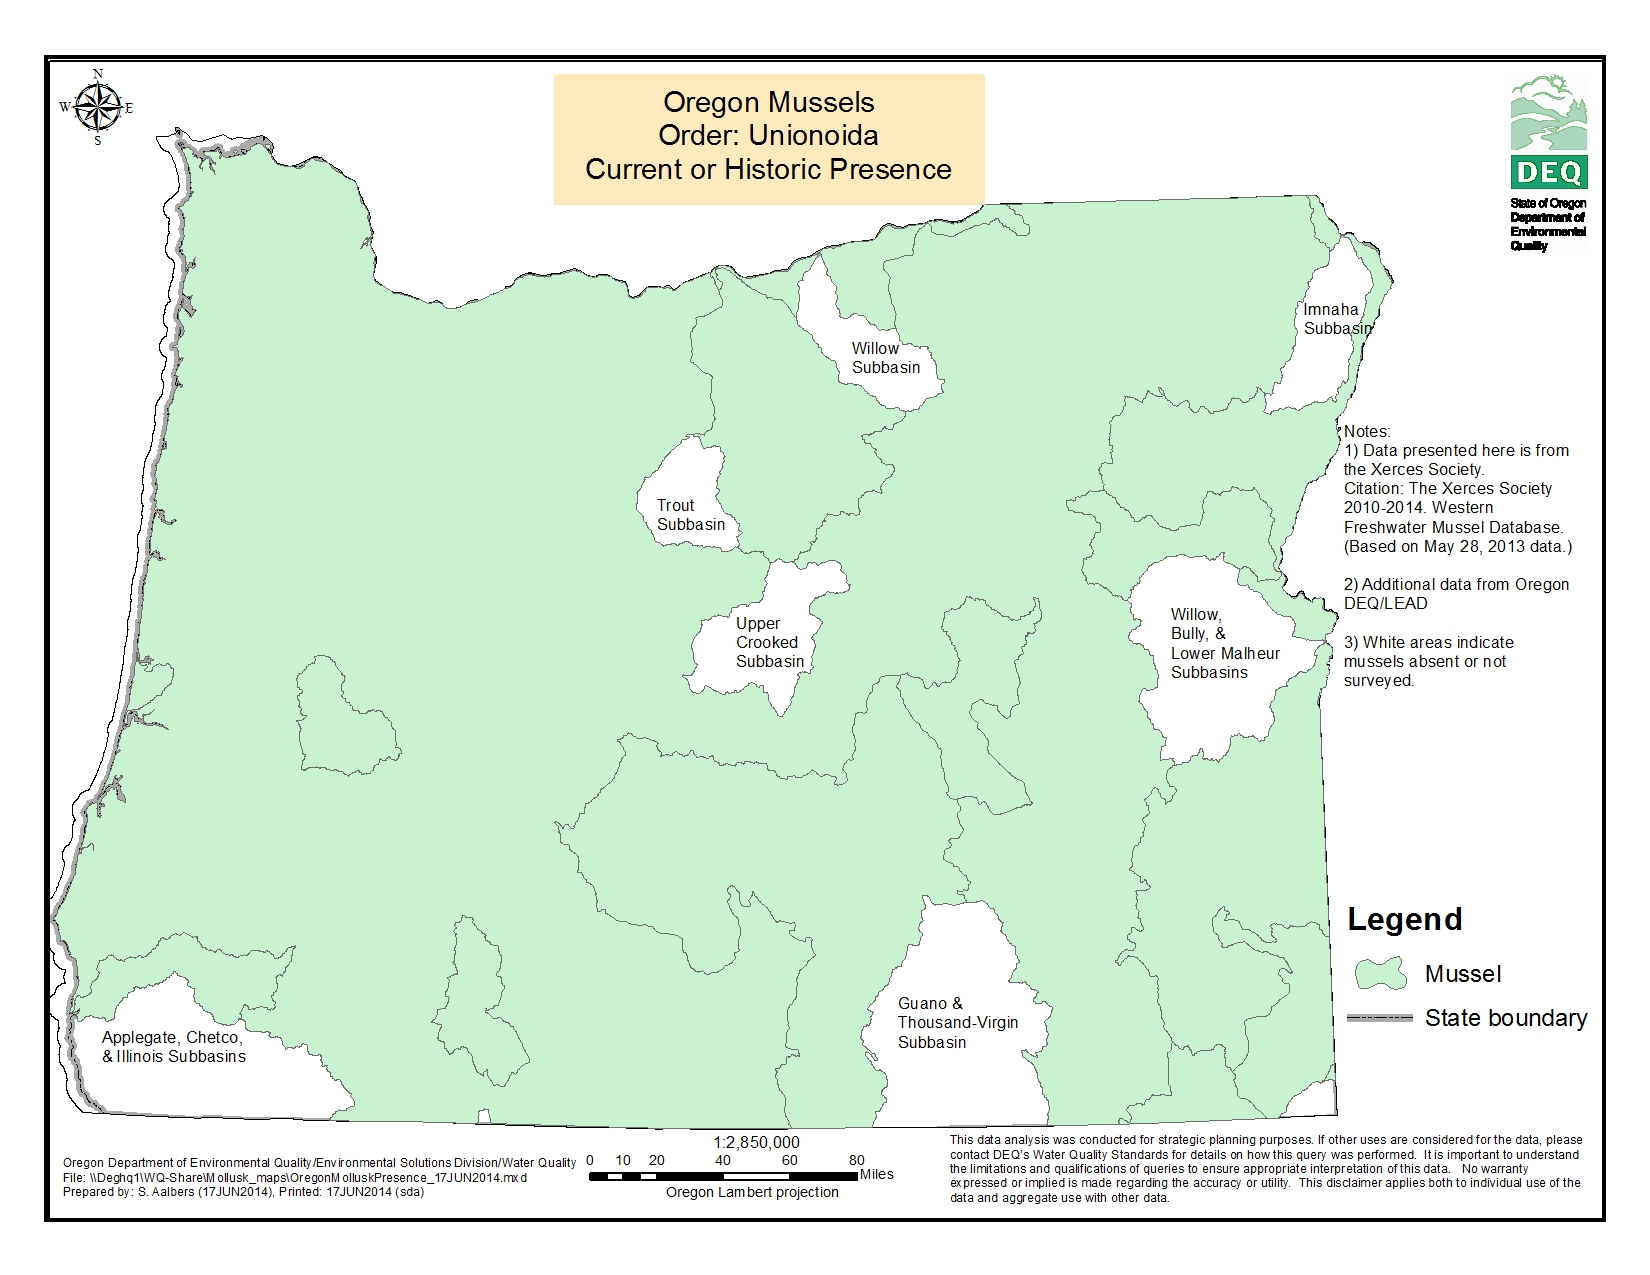 N
W
E
S
Oregon Mussels
Order: Unionoida
Current or Historic Presence
DEQ
State of Oregon
Department of
Environmental
Quality
Imnaha
Subbasin
Willow
Subbasin
Trout
Subbasin
Upper
Crooked
Subbasin
Willow,
Bully, &
Lower Malheur
Subbasins
Guano &
Thousand-Virgin
Subbasin
Applegate, Chetco,
& Illinois Subbasins
Notes:
1) Data presented here is from
the Xerces Society.
Citation: The Xerces Society
2010-2014. Western
Freshwater Mussel Database.
(Based on May 28, 2013 data.)
2) Additional data from Oregon
DEQ/LEAD
3) White areas indicate
mussels absent or not
surveyed.
Legend
Mussel
State boundary
Oregon Department of Environmental Quality/Environmental Solutions Division/Water Quality
File: \\Deghq1\WQ-Share\Mollusk_maps\OregonMolluskPresence_17JUN2014.mxd
Prepared by: S. Aalbers (17JUN2014), Printed: 17JUN2014 (sda)
1:2,850,000
0 10 20 40 60 80
Miles
Oregon Lambert projection
This data analysis was conducted for strategic planning purposes. If other uses are considered for the data, please
contact DEQ's Water Quality Standards for details on how this query was performed. It is important to understand
the limitations and qualifications of queries to ensure appropriate interpretation of this data. No warranty
expressed or implied is made regarding the accuracy or utility. This disclaimer applies both to individual use of the
data and aggregate use with other data.